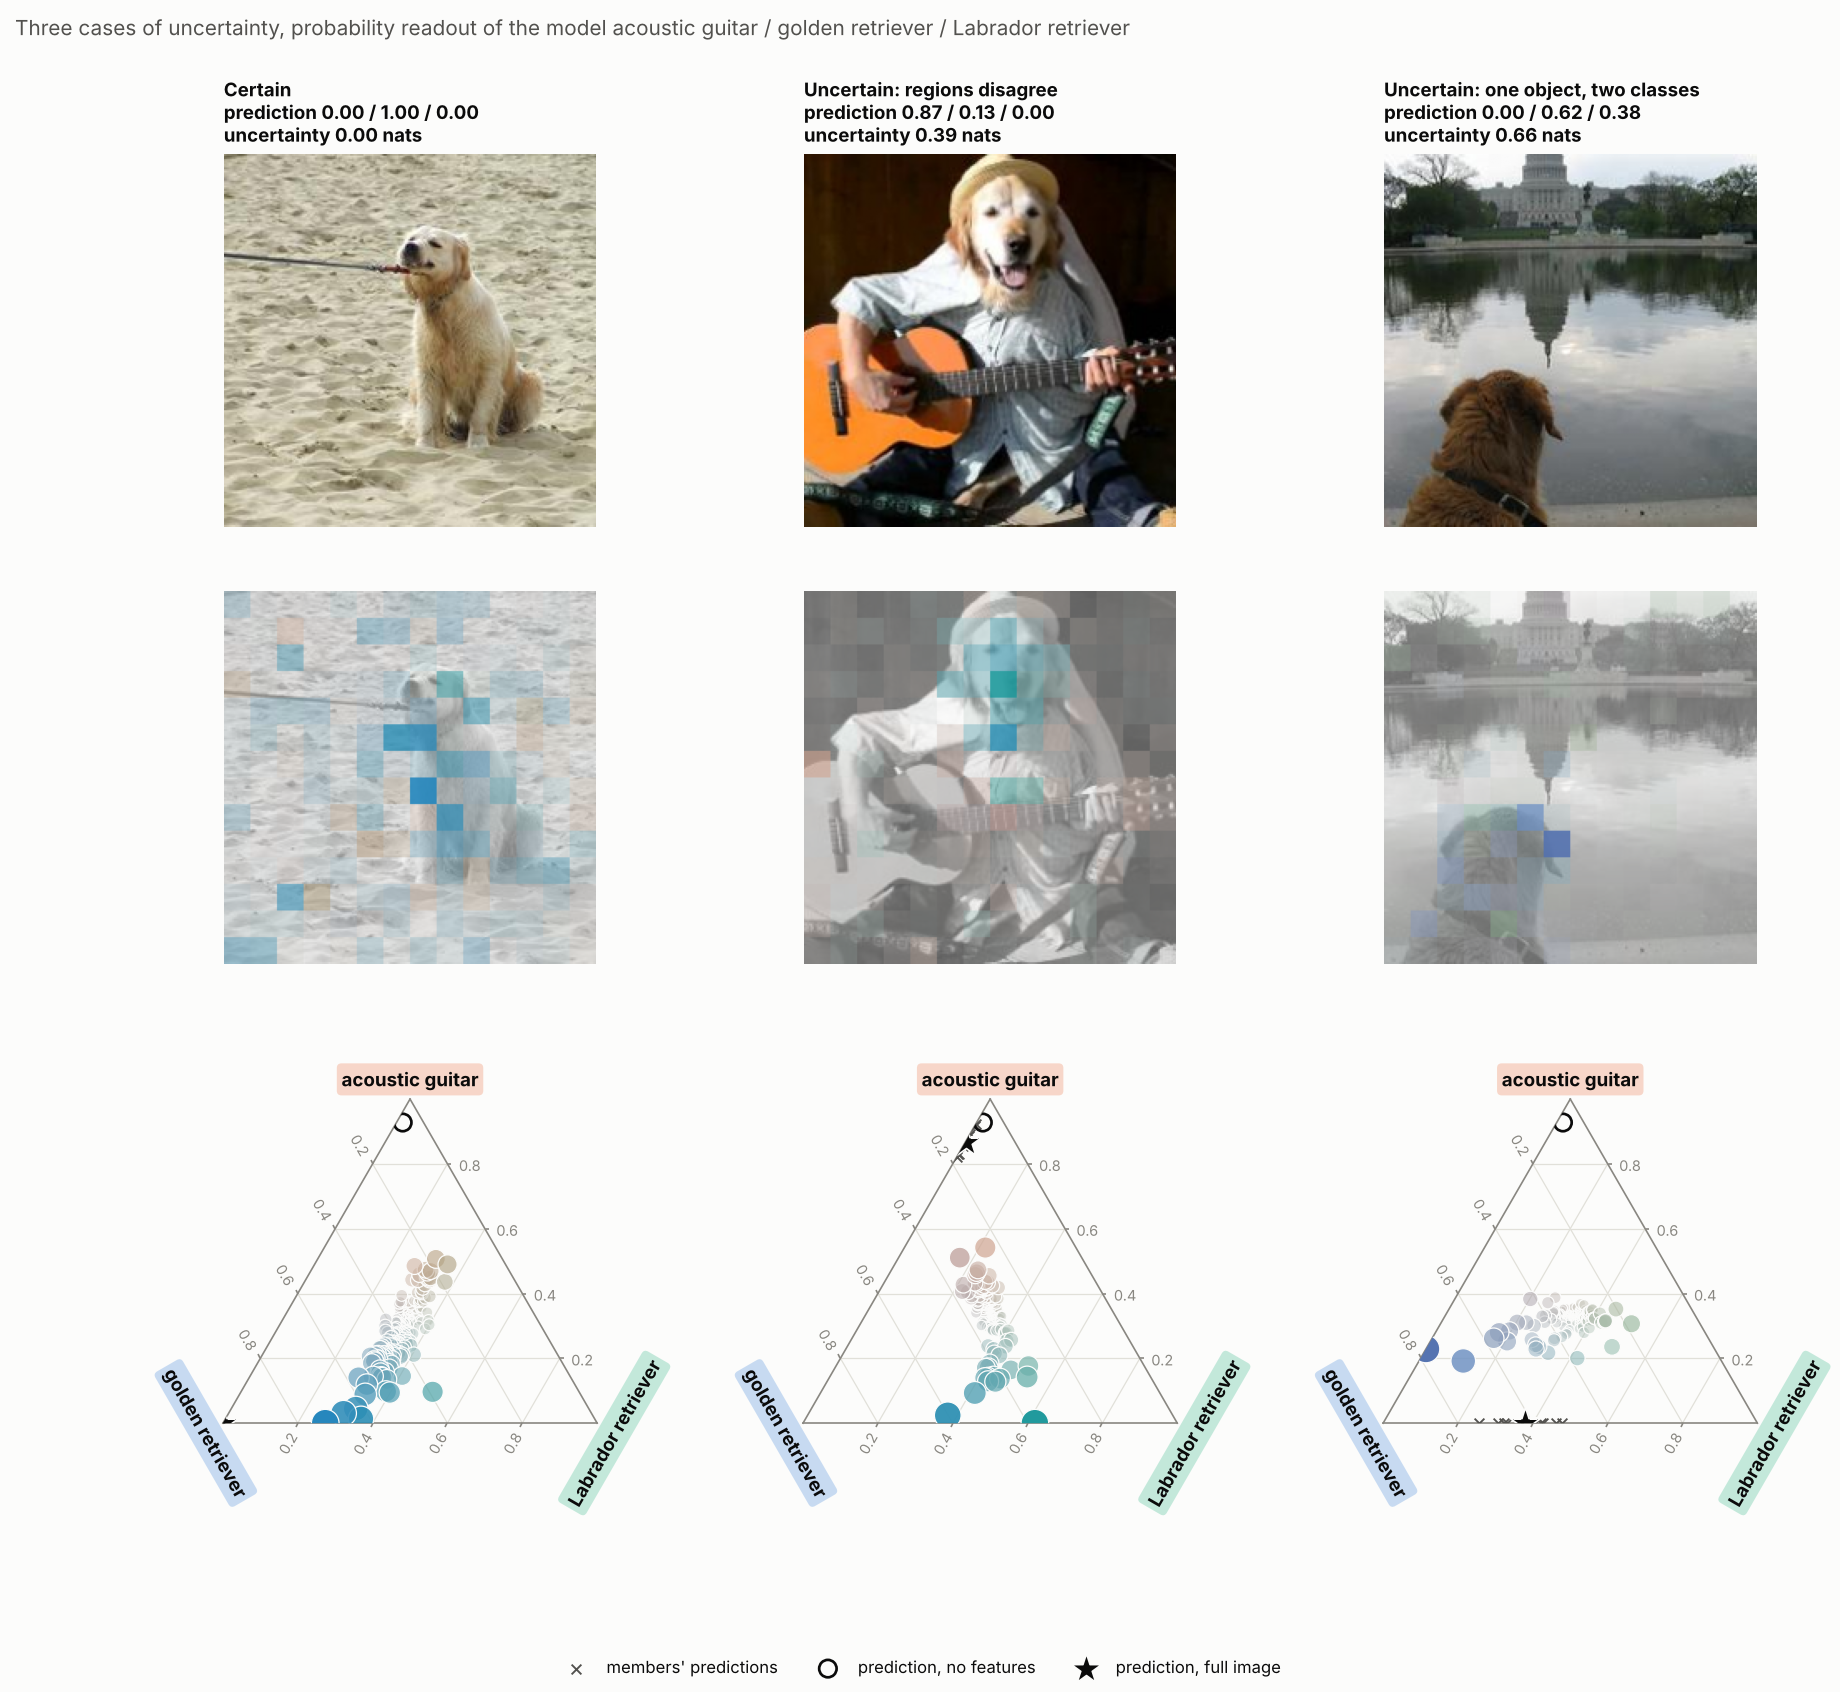 Three cases of uncertainty, probability readout of the model acoustic guitar / golden retriever / Labrador retriever
Certain
prediction 0.00 / 1.00 / 0.00
uncertainty 0.00 nats
Uncertain: regions disagree
prediction 0.87 / 0.13 / 0.00
uncertainty 0.39 nats
Uncertain: one object, two classes
prediction 0.00 / 0.62 / 0.38
uncertainty 0.66 nats
acoustic guitar
0.2
0.8
0.4
0.6
0.6
0.4
0.8
0.2
golden retriever
Labrador retriever
0.2
0.4
0.6
0.8
acoustic guitar
0.2
0.8
0.4
0.6
0.6
0.4
0.8
0.2
golden retriever
Labrador retriever
0.2
0.4
0.6
0.8
acoustic guitar
0.2
0.8
0.4
0.6
0.6
0.4
0.8
0.2
golden retriever
Labrador retriever
0.2
0.4
0.6
0.8
members' predictions
prediction, no features
prediction, full image